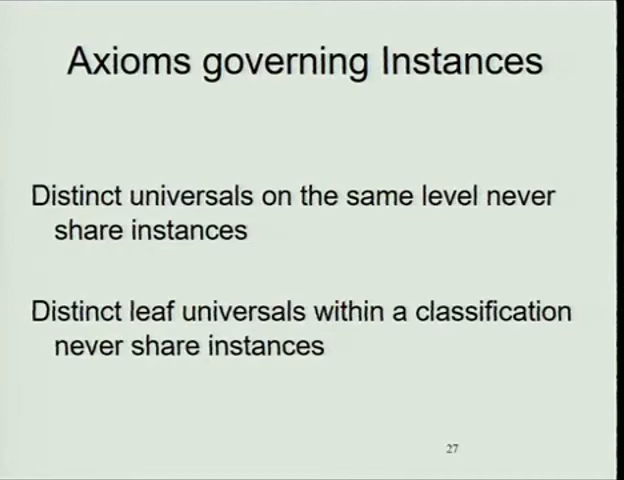 Axioms governing Instances
Distinct universals on the same level never
share instances
Distinct leaf universals within a classification
never share instances
27